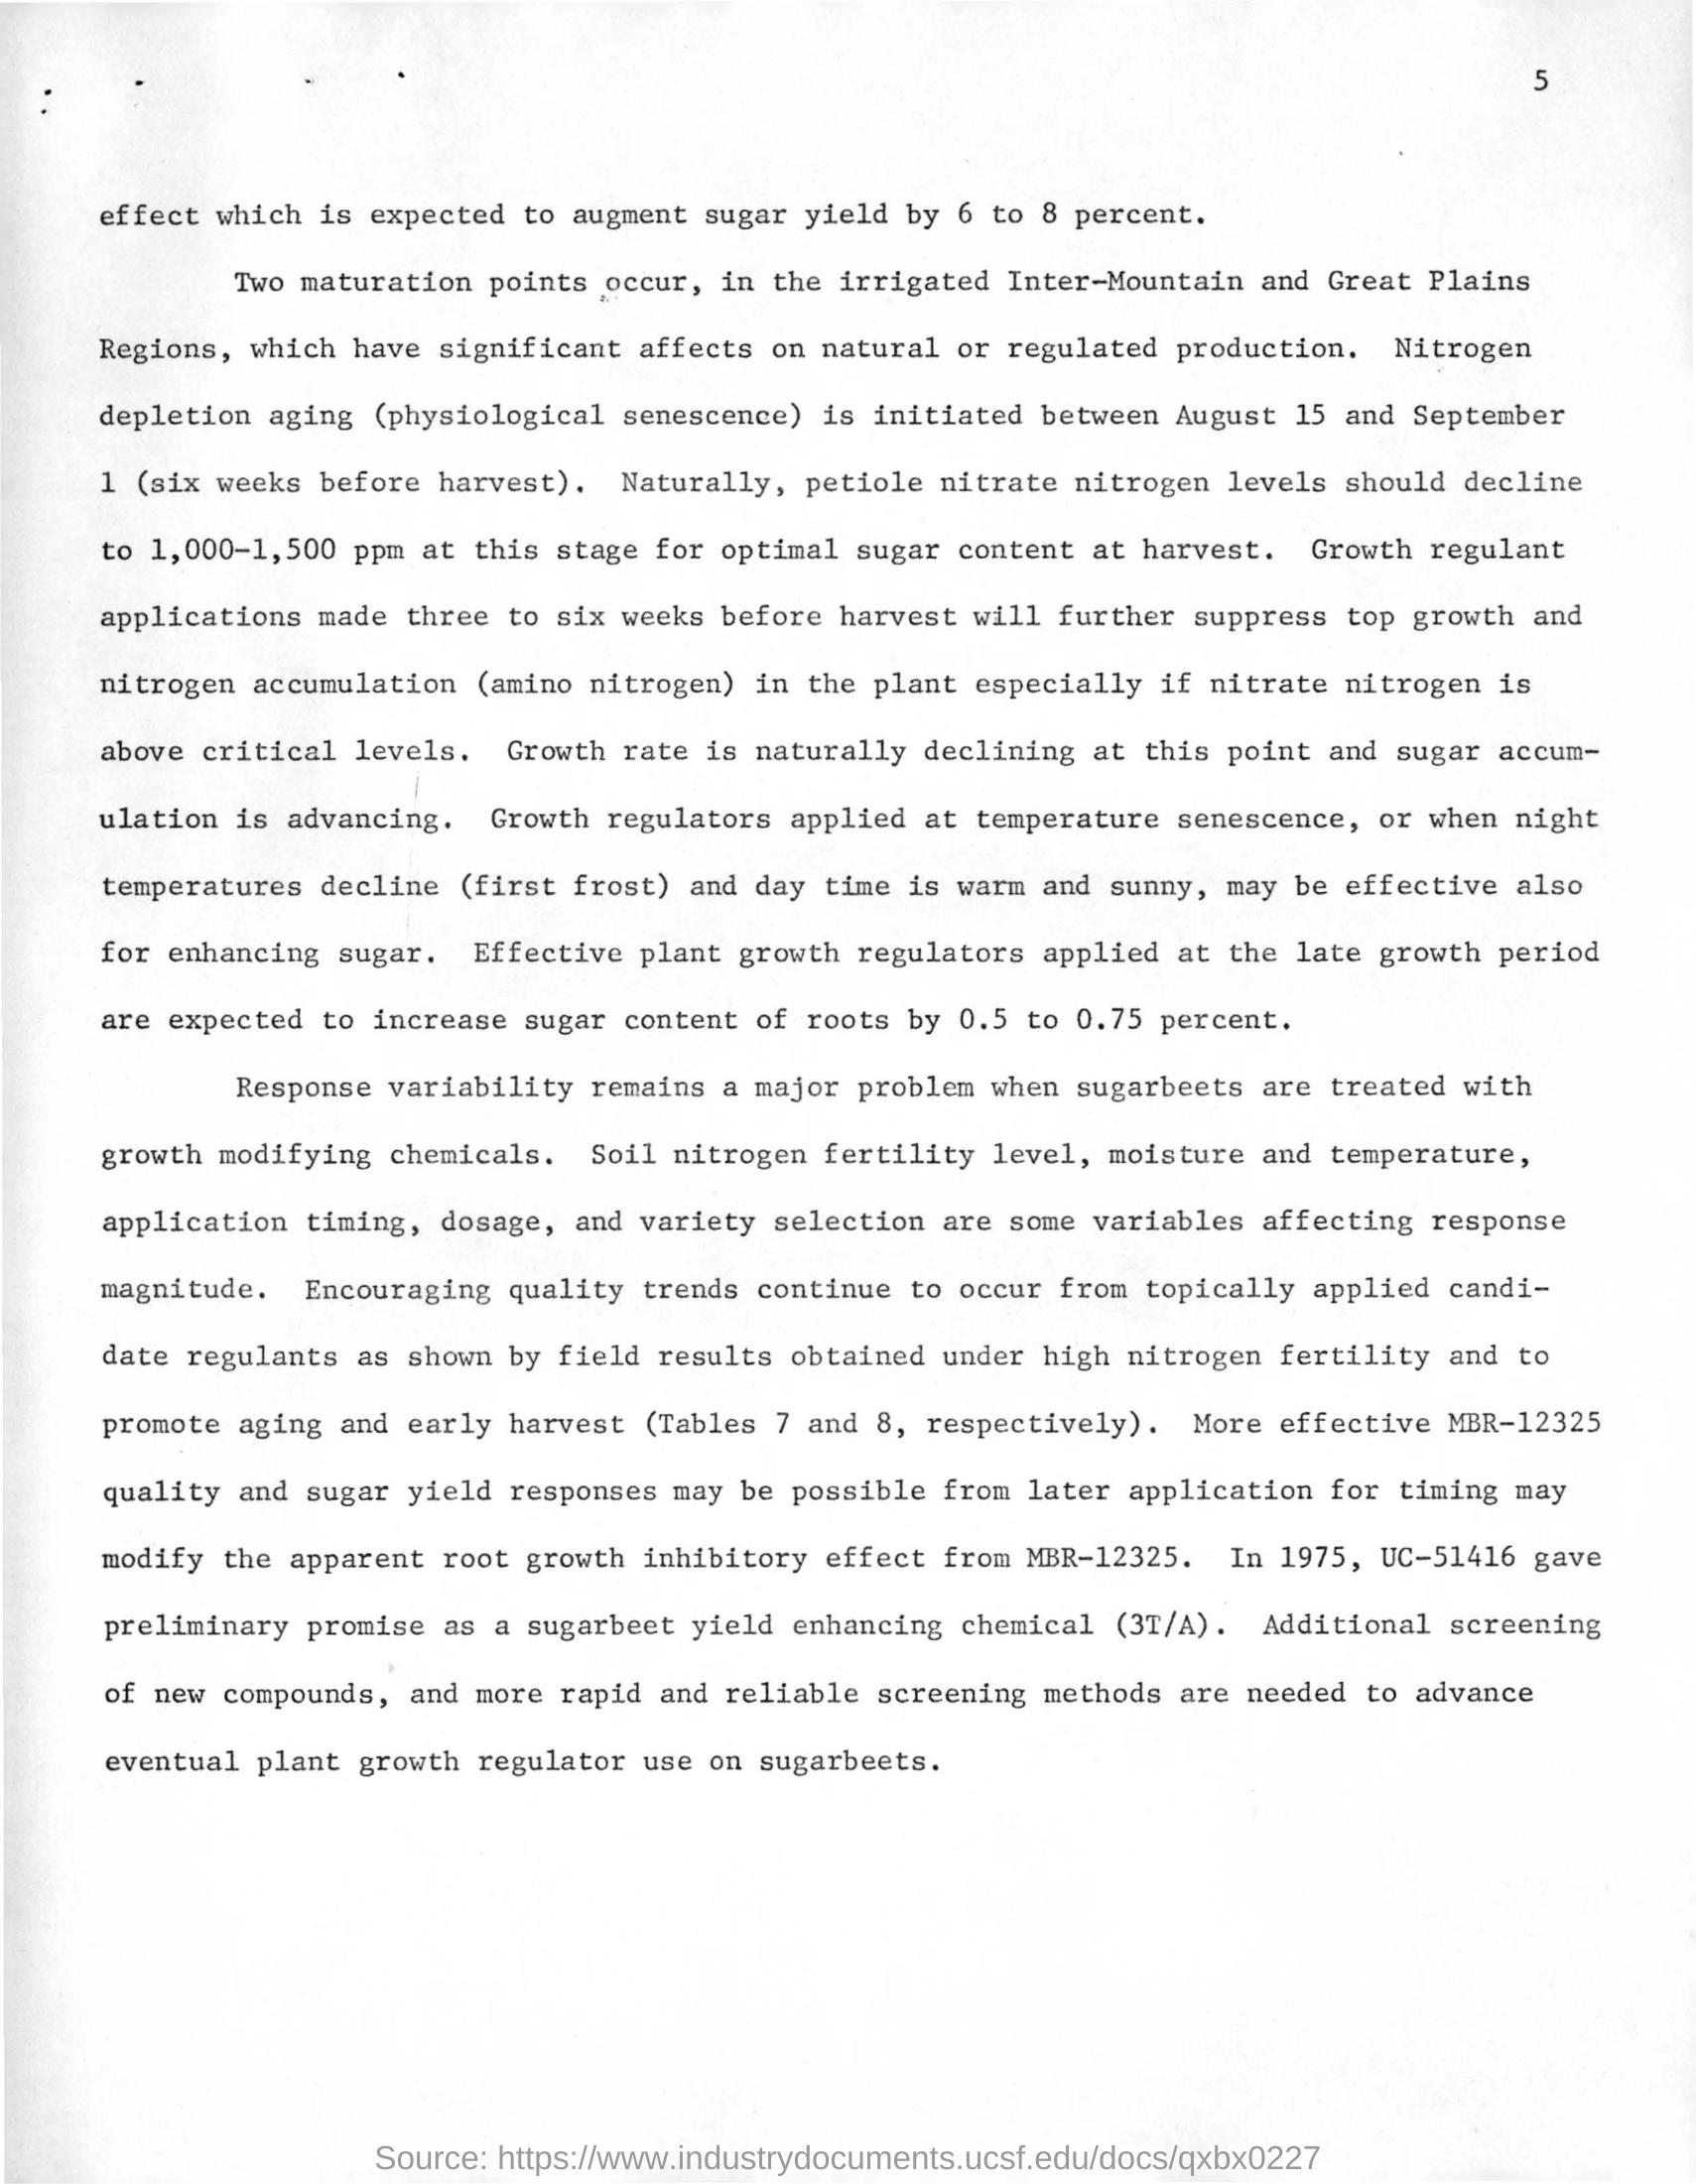 5
effect which is expected to augment sugar yield by 6 to 8 percent.
Two maturation points occur, in the irrigated Inter-Mountain and Great Plains
Regions, which have significant affects on natural or regulated production. Nitrogen
depletion aging (physiological senescence) is initiated between August 15 and September
1 (six weeks before harvest). Naturally, petiole nitrate nitrogen levels should decline
to 1,000-1,500 ppm at this stage for optimal sugar content at harvest. Growth regulant
applications made three to six weeks before harvest will further suppress top growth and
nitrogen accumulation (amino nitrogen) in the plant especially if nitrate nitrogen is
above critical levels. Growth rate is naturally declining at this point and sugar accum-
ulation is advancing. Growth regulators applied at temperature senescence, or when night
temperatures decline (first frost) and day time is warm and sunny, may be effective also
for enhancing sugar. Effective plant growth regulators applied at the late growth period
are expected to increase sugar content of roots by 0.5 to 0.75 percent.
Response variability remains a major problem when sugarbeets are treated with
growth modifying chemicals. Soil nitrogen fertility level, moisture and temperature,
application timing, dosage, and variety selection are some variables affecting response
magnitude. Encouraging quality trends continue to occur from topically applied candi-
date regulants as shown by field results obtained under high nitrogen fertility and to
promote aging and early harvest (Tables 7 and 8, respectively). More effective MBR-12325
quality and sugar yield responses may be possible from later application for timing may
modify the apparent root growth inhibitory effect from MBR-12325. In 1975, UC-51416 gave
preliminary promise as a sugarbeet yield enhancing chemical (3T/A). Additional screening
of new compounds, and more rapid and reliable screening methods are needed to advance
eventual plant growth regulator use on sugarbeets.
Source: https://www.industrydocuments.ucsf.edu/docs/qxbx0227